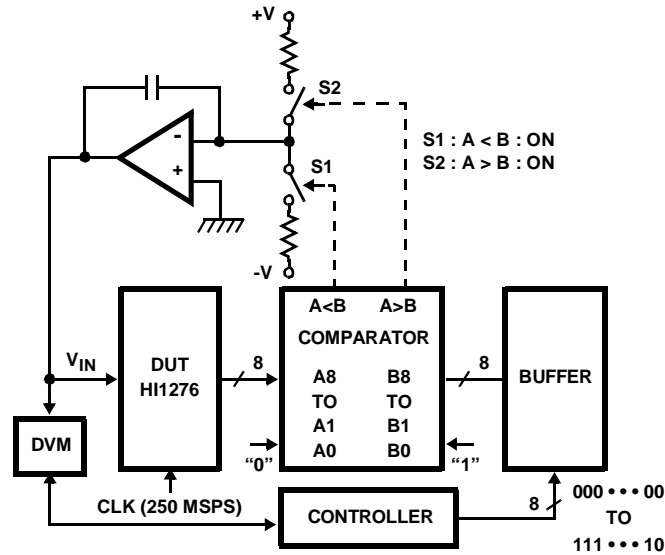 +V
S2
S1 : A < B : ON
S2 : A > B : ON
-
+
S1
-V
A<B A>B
COMPARATOR
A8 B8
TO TO
A1 B1
A0 B0
VIN
DUT
HI1276
8
8
BUFFER
DVM
"0"
"1"
CLK (250 MSPS)
CONTROLLER
8
000 • • • 00
TO
111 • • • 10